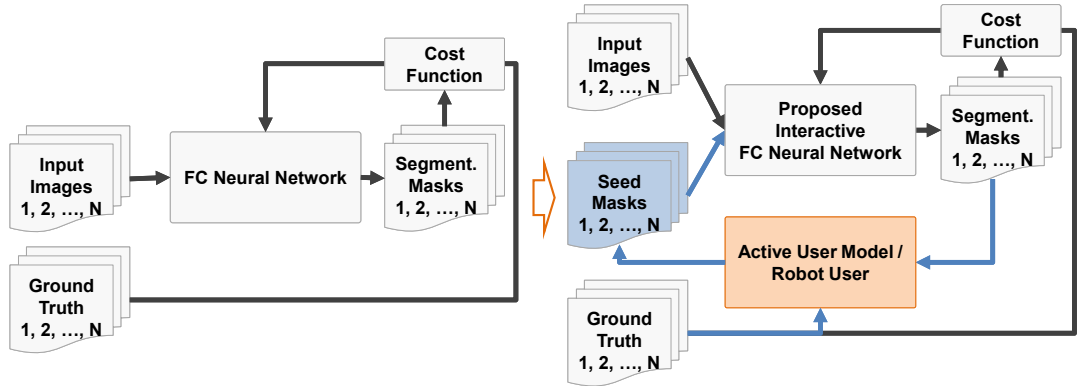 Cost
Function
Input
Images
1, 2, ..., N
FC Neural Network
Segment.
Masks
1, 2, ..., N
Ground
Truth
1, 2, ..., N
Input
Images
1, 2, ..., N
Cost
Function
Proposed
Interactive
FC Neural Network
Segment.
Masks
1, 2, ..., N
Seed
Masks
1, 2, ..., N
Active User Model /
Robot User
Ground
Truth
1, 2, ..., N